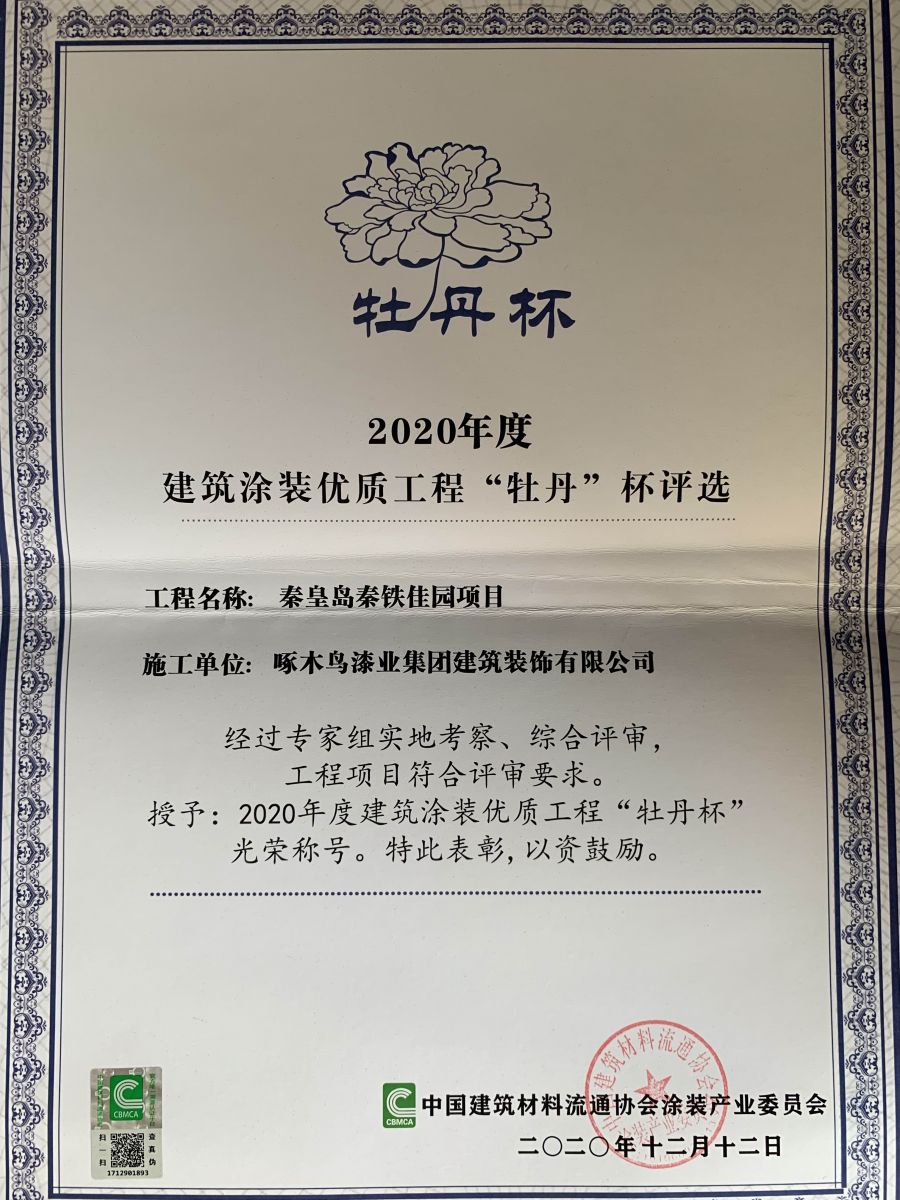 牡丹杯
2020年度
建筑涂装优质工程“牡丹”杯评选
工程名称: 秦皇岛秦铁佳园项目
施工单位: 啄木鸟漆业集团建筑装饰有限公司
经过专家组实地考察、综合评审,
工程项目符合评审要求。
授予: 2020年度建筑涂装优质工程“牡丹杯”
光荣称号。特此表彰, 以资鼓励。
CBMCA
扫一扫
查真伪
1712901893
CBMCA
中国建筑材料流通协会涂装产业委员会
二〇二〇年十二月十二日